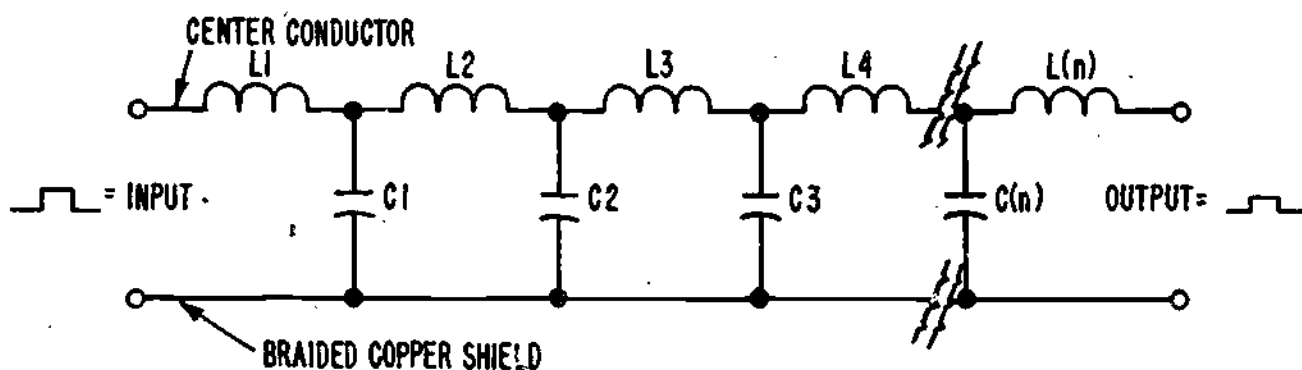 CENTER CONDUCTOR
L1
L2
L3
L4
L(n)
= INPUT
C1
C2
C3
C(n)
OUTPUT=
BRAIDED COPPER SHIELD